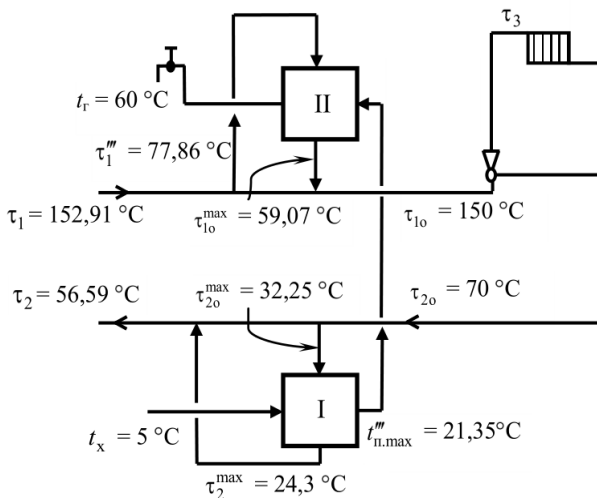 τ₃
II
tг = 60 °C
τ₁‴ = 77,86 °C
τ₁ = 152,91 °C
τ₁ₒᵐᵃˣ = 59,07 °C
τ₁ₒ = 150 °C
τ₂ = 56,59 °C
τ₂ₒᵐᵃˣ = 32,25 °C
τ₂ₒ = 70 °C
I
tх = 5 °C
t‴п.max = 21,35°C
τ₂ᵐᵃˣ = 24,3 °C